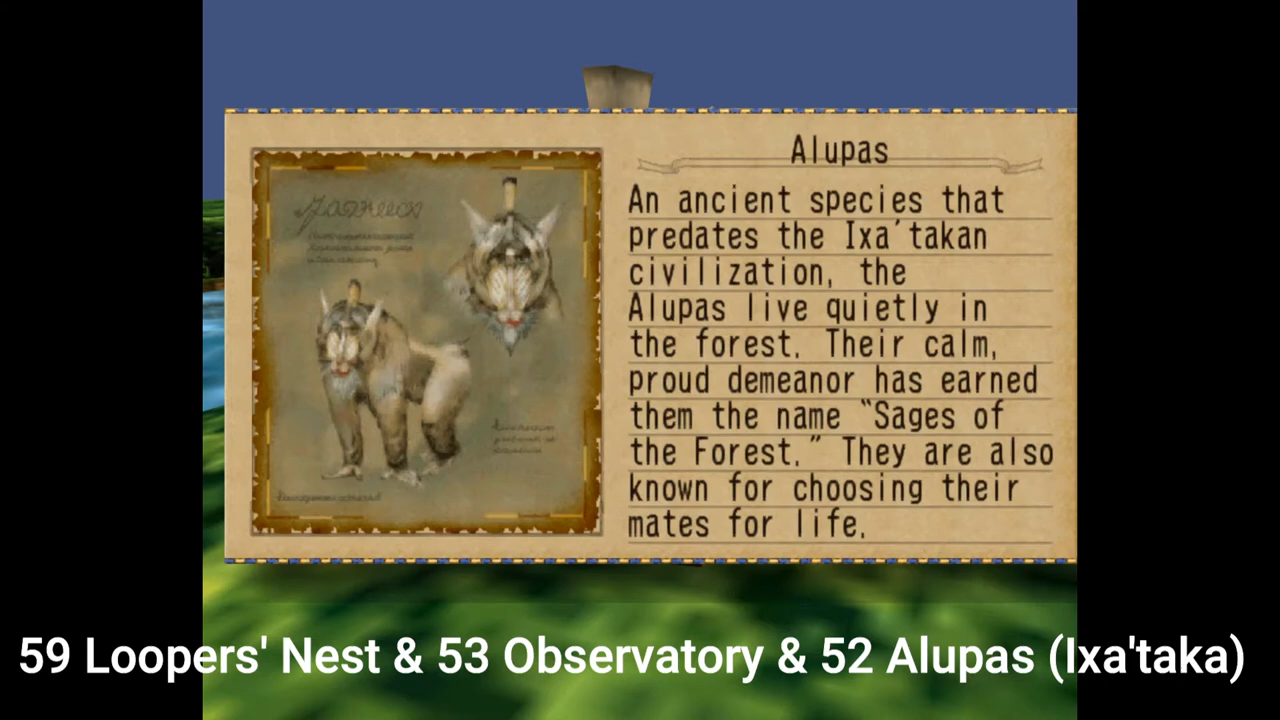 Alupas
An ancient species that
predates the Ixa'takan
civilization, the
Alupas live quietly in
the forest. Their calm,
proud demeanor has earned
them the name “Sages of
the Forest.” They are also
known for choosing their
mates for life.
59 Loopers' Nest & 53 Observatory & 52 Alupas (Ixa'taka)